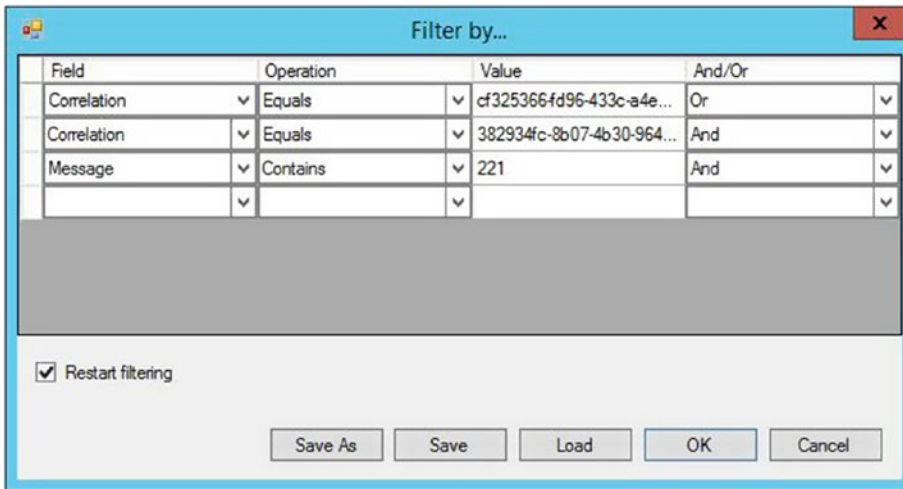 Filter by...
x
Field Operation Value And/Or
Correlation Equals cf325366-fd96-433c-a4e... Or
Correlation Equals 382934fc-8b07-4b30-964... And
Message Contains 221 And
Restart filtering
Save As Save Load OK Cancel